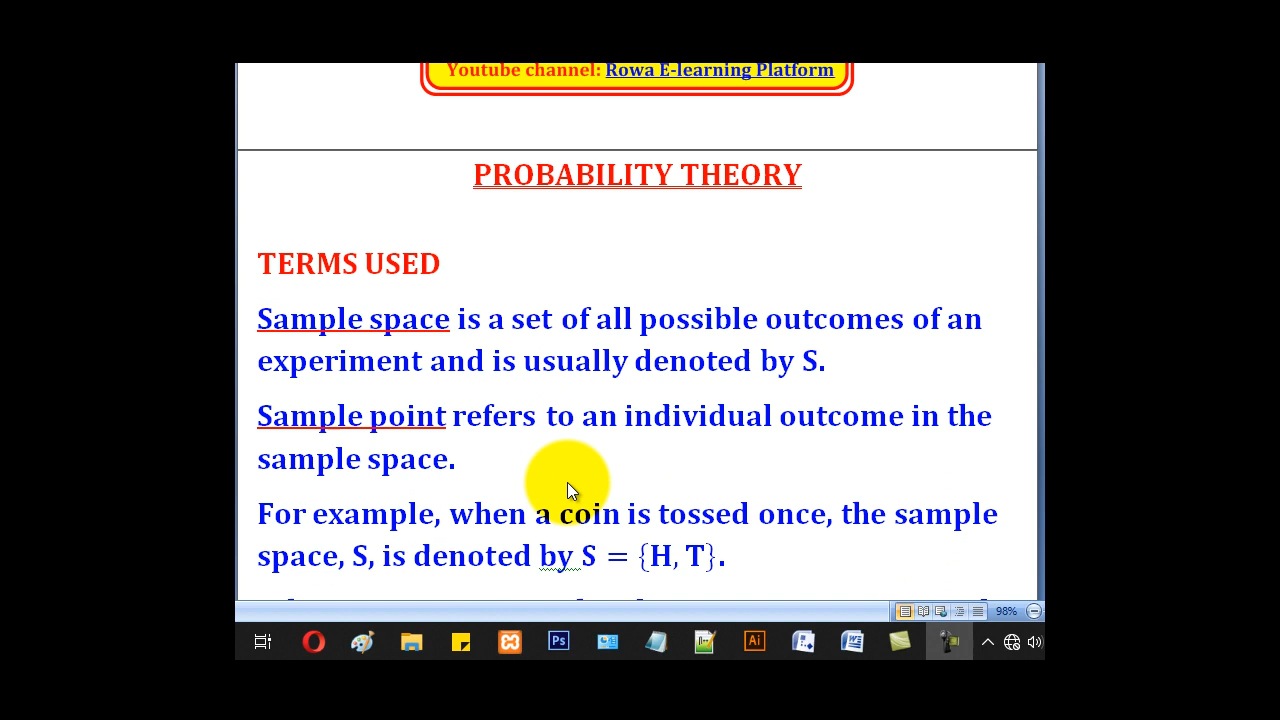 Youtube channel: Rowa E-learning Platform
PROBABILITY THEORY
TERMS USED
Sample space is a set of all possible outcomes of an
experiment and is usually denoted by S.
Sample point refers to an individual outcome in the
sample space.
For example, when a coin is tossed once, the sample
space, S, is denoted by S = {H, T}.
98%
Ps
Ai